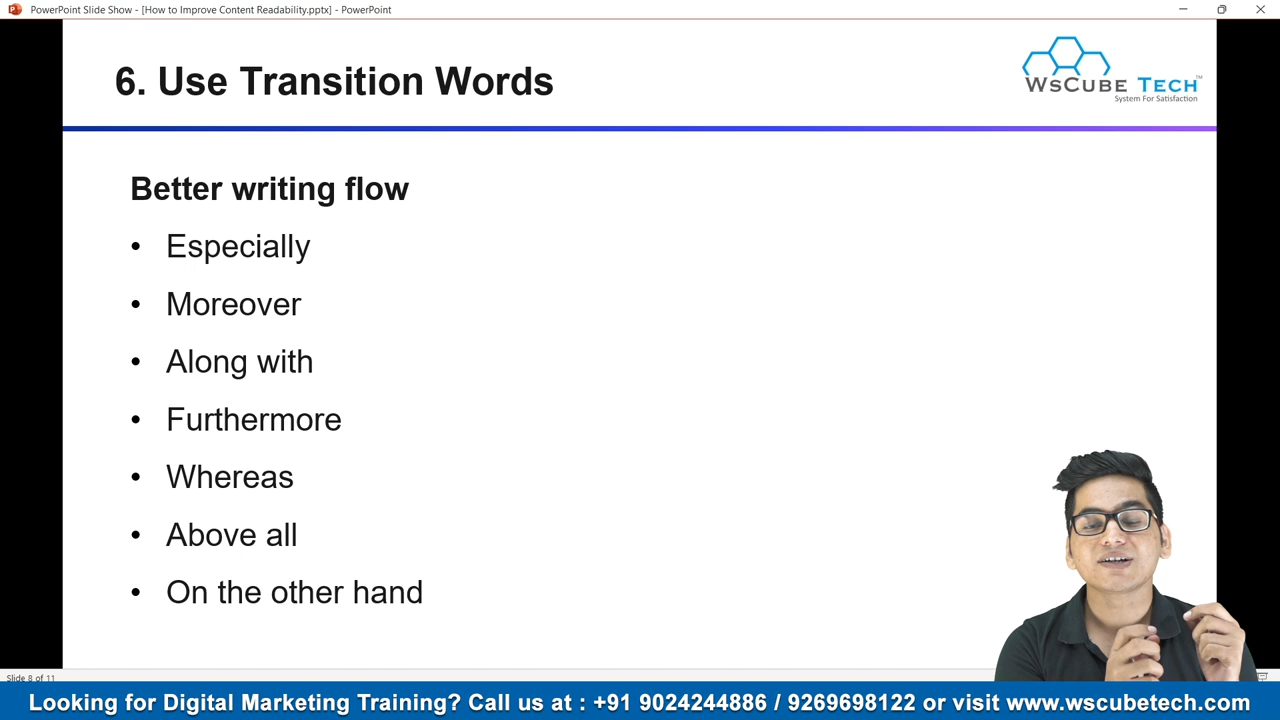 PowerPoint Slide Show - [How to Improve Content Readability.pptx] - PowerPoint
6. Use Transition Words
WsCube Tech™
System For Satisfaction
Better writing flow
• Especially
• Moreover
• Along with
• Furthermore
• Whereas
• Above all
• On the other hand
Slide 8 of 11
Looking for Digital Marketing Training? Call us at : +91 9024244886 / 9269698122 or visit www.wscubetech.com